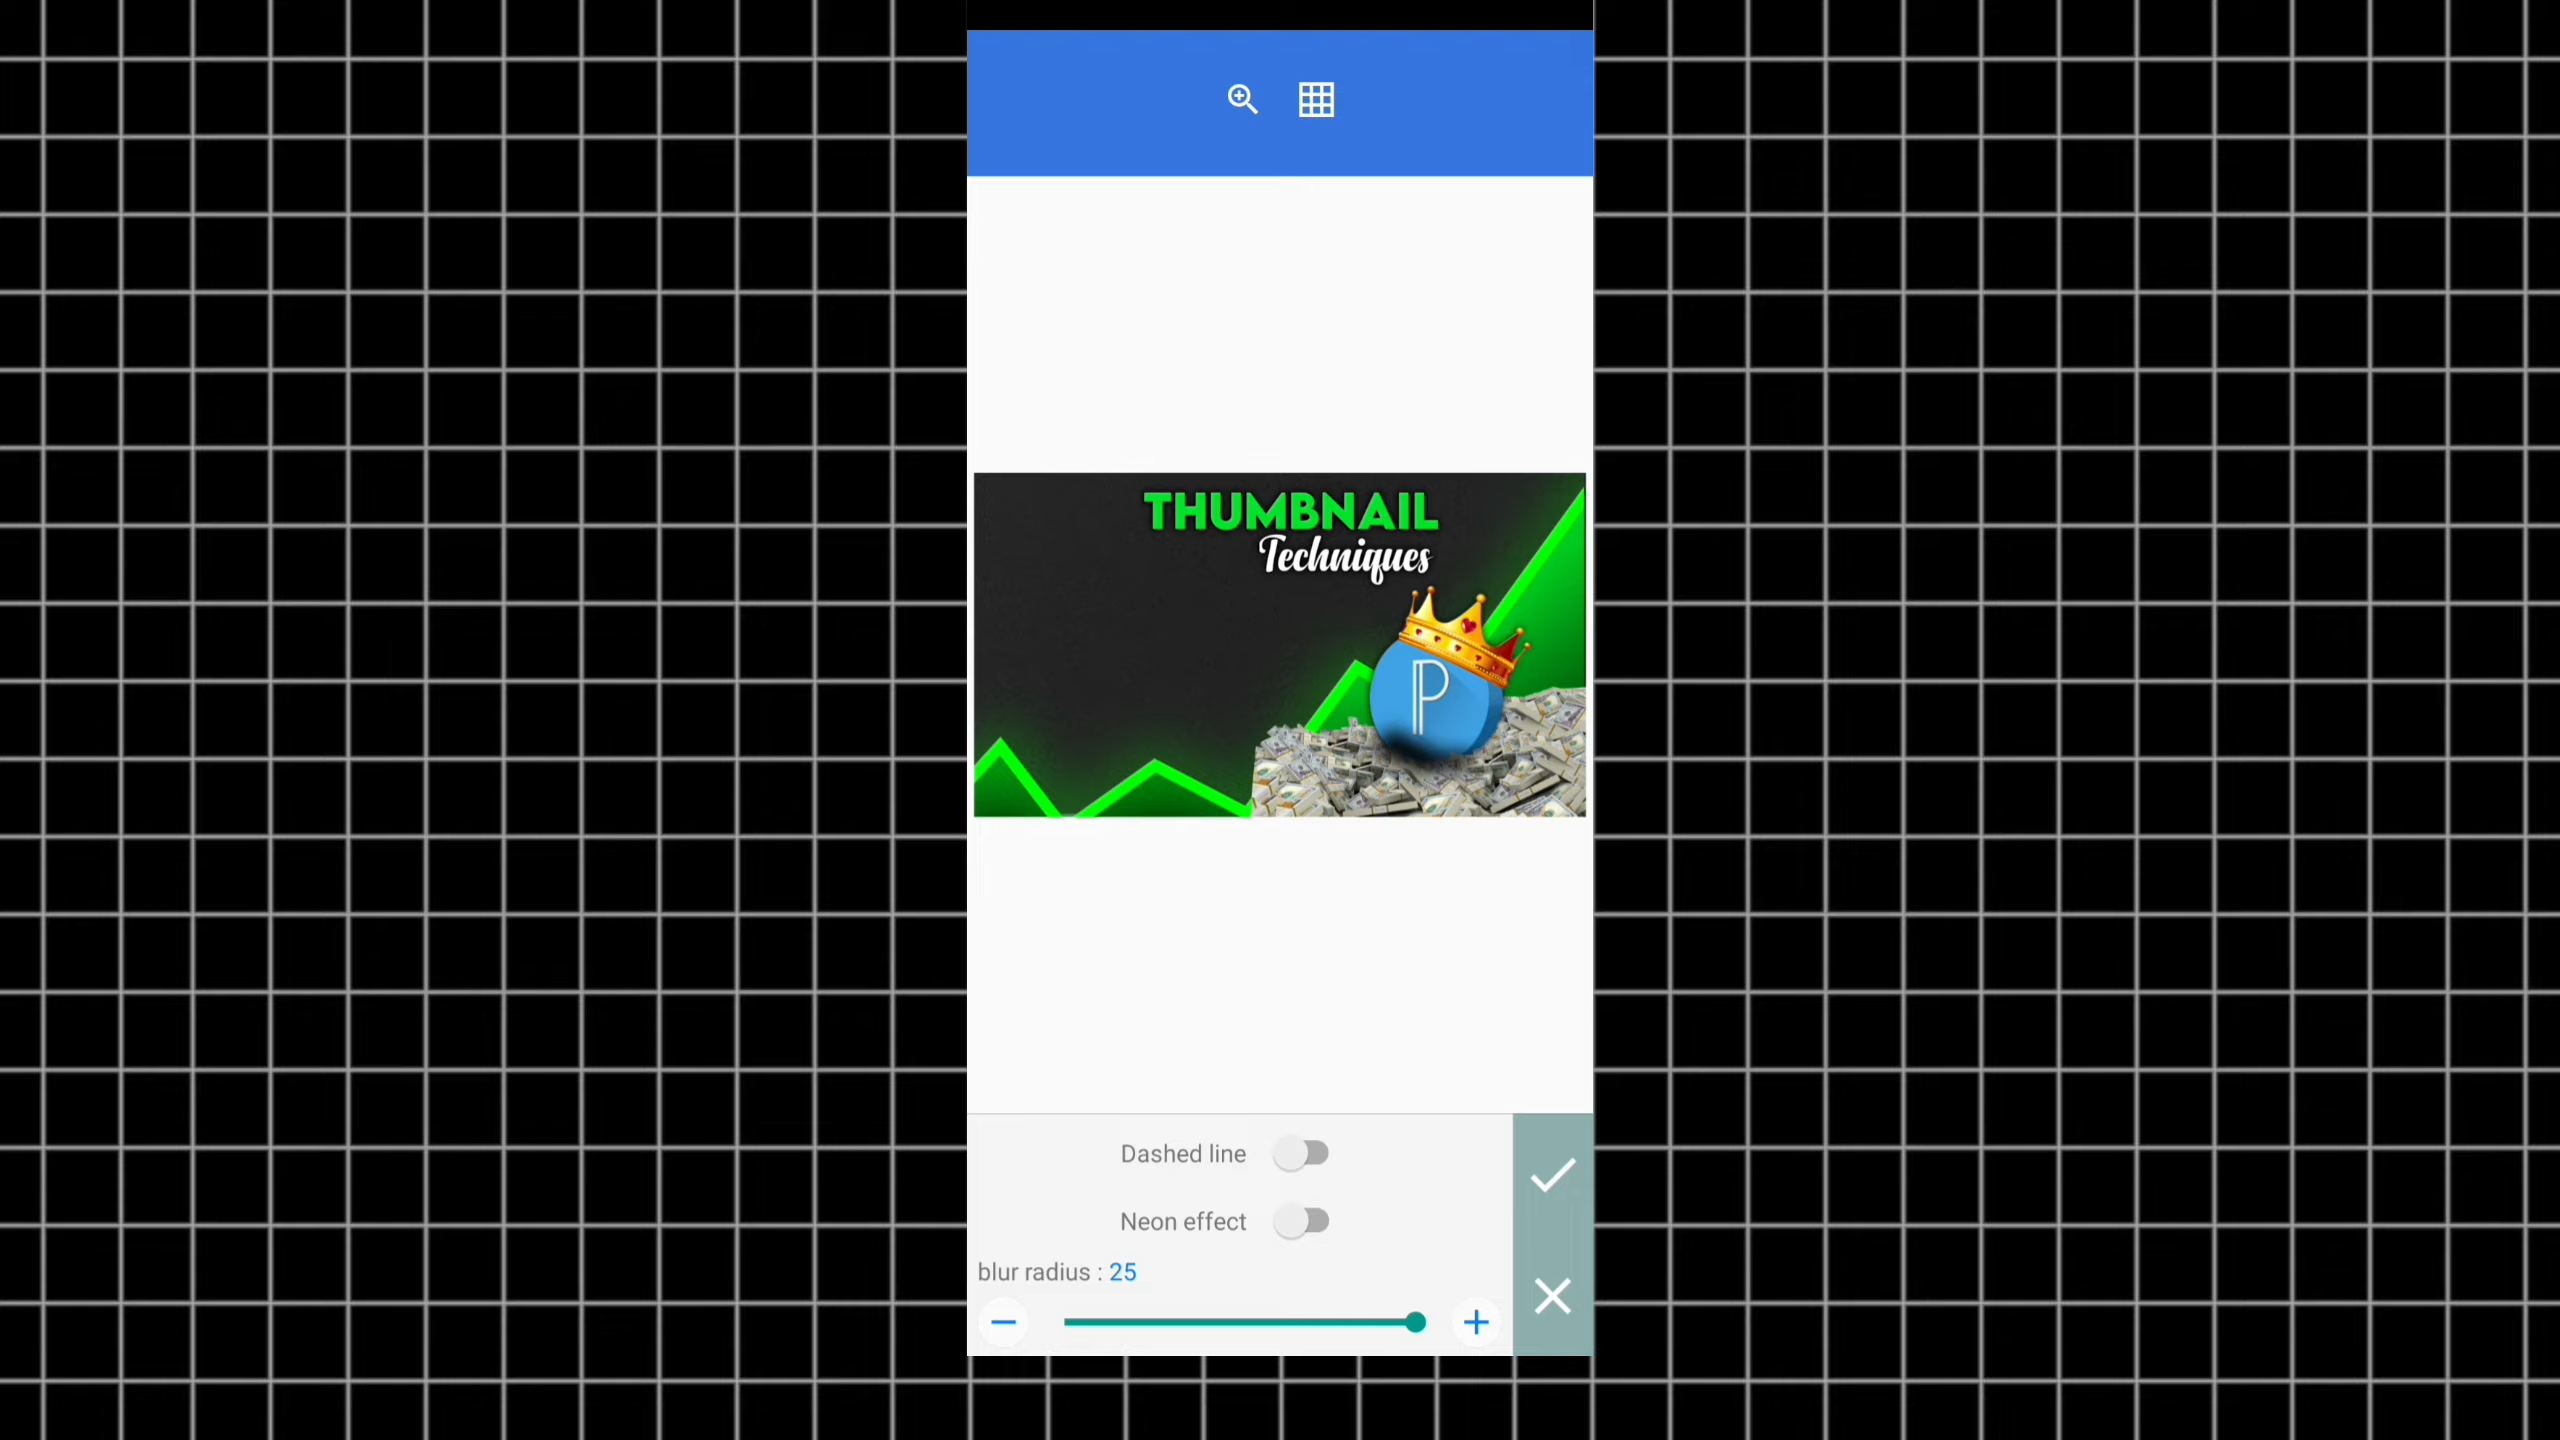 THUMBNAIL
Techniques
P
Dashed line
Neon effect
blur radius : 25